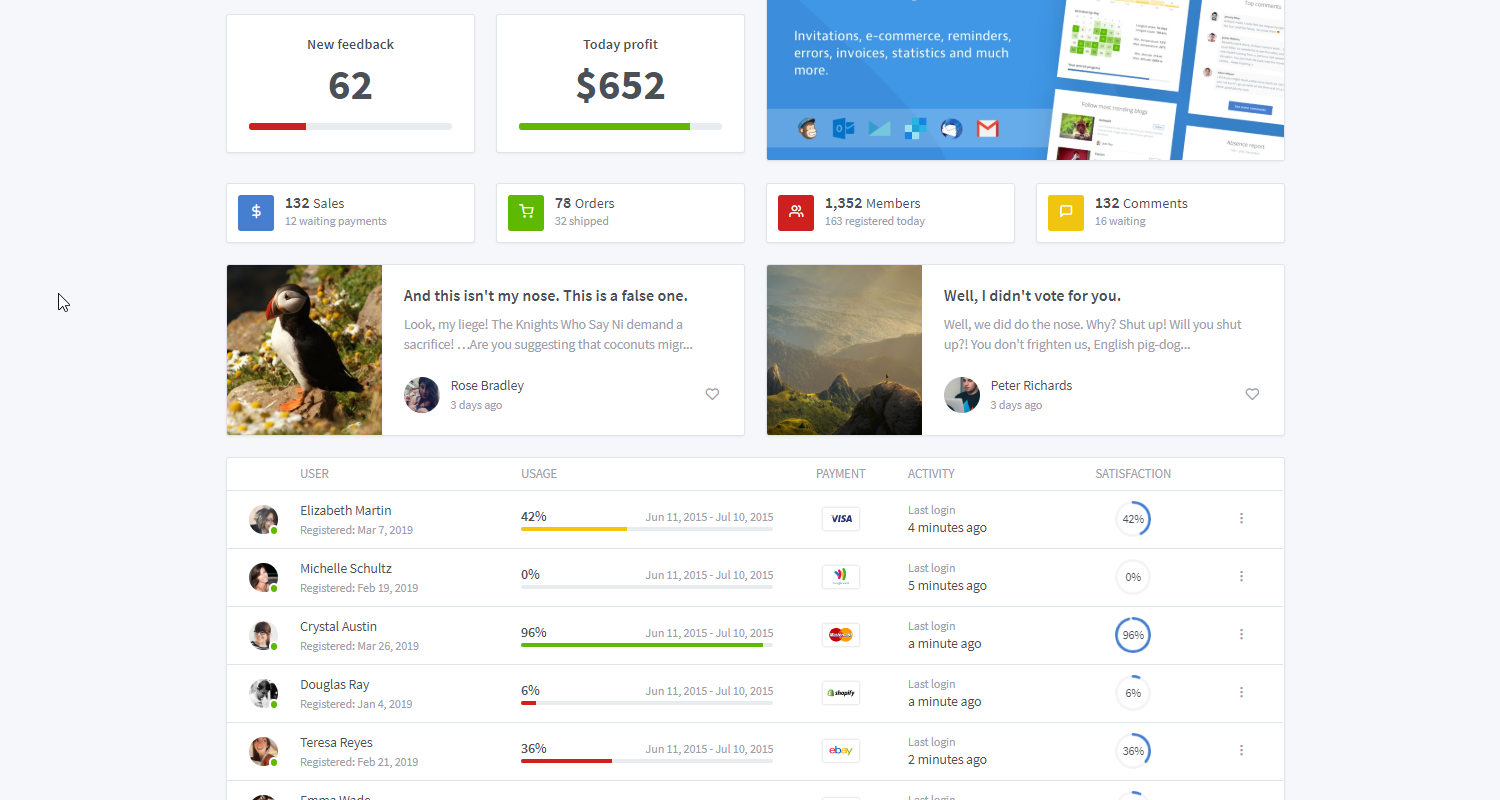 New feedback
62
Today profit
$652
Invitations, e-commerce, reminders,
errors, invoices, statistics and much
more.
Top comments
Follow most trending blogs
Absence report
132 Sales
12 waiting payments
78 Orders
32 shipped
1,352 Members
163 registered today
132 Comments
16 waiting
And this isn't my nose. This is a false one.
Look, my liege! The Knights Who Say Ni demand a
sacrifice! …Are you suggesting that coconuts migr...
Rose Bradley
3 days ago
Well, I didn't vote for you.
Well, we did do the nose. Why? Shut up! Will you shut
up?! You don't frighten us, English pig-dog...
Peter Richards
3 days ago
USER USAGE PAYMENT ACTIVITY SATISFACTION
Elizabeth Martin
Registered: Mar 7, 2019
42% Jun 11, 2015 - Jul 10, 2015
VISA
Last login
4 minutes ago
42%
Michelle Schultz
Registered: Feb 19, 2019
0% Jun 11, 2015 - Jul 10, 2015
Last login
5 minutes ago
0%
Crystal Austin
Registered: Mar 26, 2019
96% Jun 11, 2015 - Jul 10, 2015
MasterCard
Last login
a minute ago
96%
Douglas Ray
Registered: Jan 4, 2019
6% Jun 11, 2015 - Jul 10, 2015
shopify
Last login
a minute ago
6%
Teresa Reyes
Registered: Feb 21, 2019
36% Jun 11, 2015 - Jul 10, 2015
ebay
Last login
2 minutes ago
36%
Emma Wade
Last login